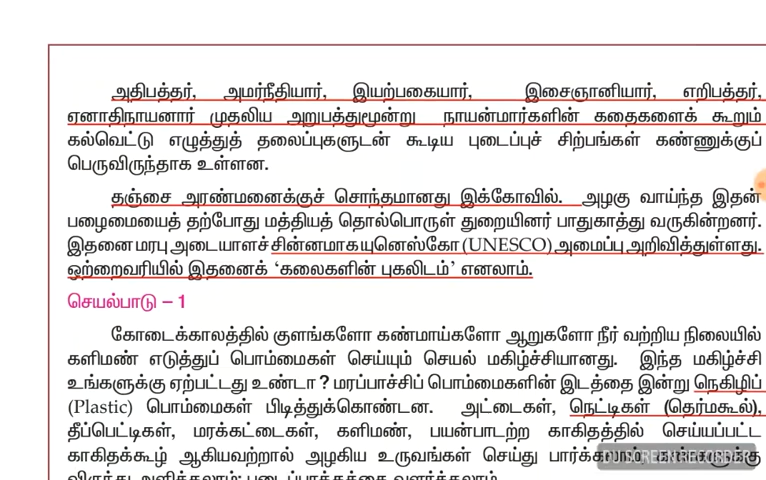 அதிபத்தர், அமர்நீதியார், இயற்பகையார், இசைஞானியார், எறிபத்தர்,
ஏனாதிநாயனார் முதலிய அறுபத்துமூன்று நாயன்மார்களின் கதைகளைக் கூறும்
கல்வெட்டு எழுத்துத் தலைப்புகளுடன் கூடிய புடைப்புச் சிற்பங்கள் கண்ணுக்குப்
பெருவிருந்தாக உள்ளன.
தஞ்சை அரண்மனைக்குச் சொந்தமானது இக்கோவில். அழகு வாய்ந்த இதன்
பழைமையைத் தற்போது மத்தியத் தொல்பொருள் துறையினர் பாதுகாத்து வருகின்றனர்.
இதனை மரபு அடையாளச் சின்னமாக யுனெஸ்கோ (UNESCO) அமைப்பு அறிவித்துள்ளது.
ஒற்றைவரியில் இதனைக் 'கலைகளின் புகலிடம்' எனலாம்.
செயல்பாடு – 1
கோடைக்காலத்தில் குளங்களோ கண்மாய்களோ ஆறுகளோ நீர் வற்றிய நிலையில்
களிமண் எடுத்துப் பொம்மைகள் செய்யும் செயல் மகிழ்ச்சியானது. இந்த மகிழ்ச்சி
உங்களுக்கு ஏற்பட்டது உண்டா ? மரப்பாச்சிப் பொம்மைகளின் இடத்தை இன்று நெகிழிப்
(Plastic) பொம்மைகள் பிடித்துக்கொண்டன. அட்டைகள், நெட்டிகள் (தெர்மகூல்),
தீப்பெட்டிகள், மரக்கட்டைகள், களிமண், பயன்பாடற்ற காகிதத்தில் செய்யப்பட்ட
காகிதக்கூழ் ஆகியவற்றால் அழகிய உருவங்கள் செய்து பார்க்கலாம்.
SCREEN RECORDER